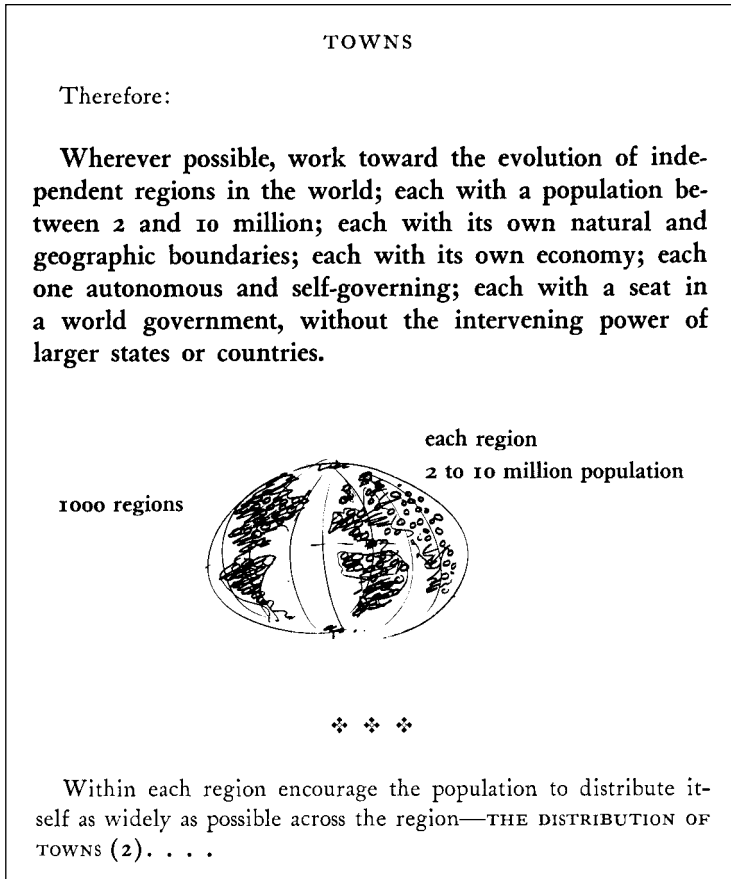 TOWNS
Therefore:
Wherever possible, work toward the evolution of inde-
pendent regions in the world; each with a population be-
tween 2 and 10 million; each with its own natural and
geographic boundaries; each with its own economy; each
one autonomous and self-governing; each with a seat in
a world government, without the intervening power of
larger states or countries.
each region
2 to 10 million population
1000 regions
Within each region encourage the population to distribute it-
self as widely as possible across the region—THE DISTRIBUTION OF
TOWNS (2). . . .